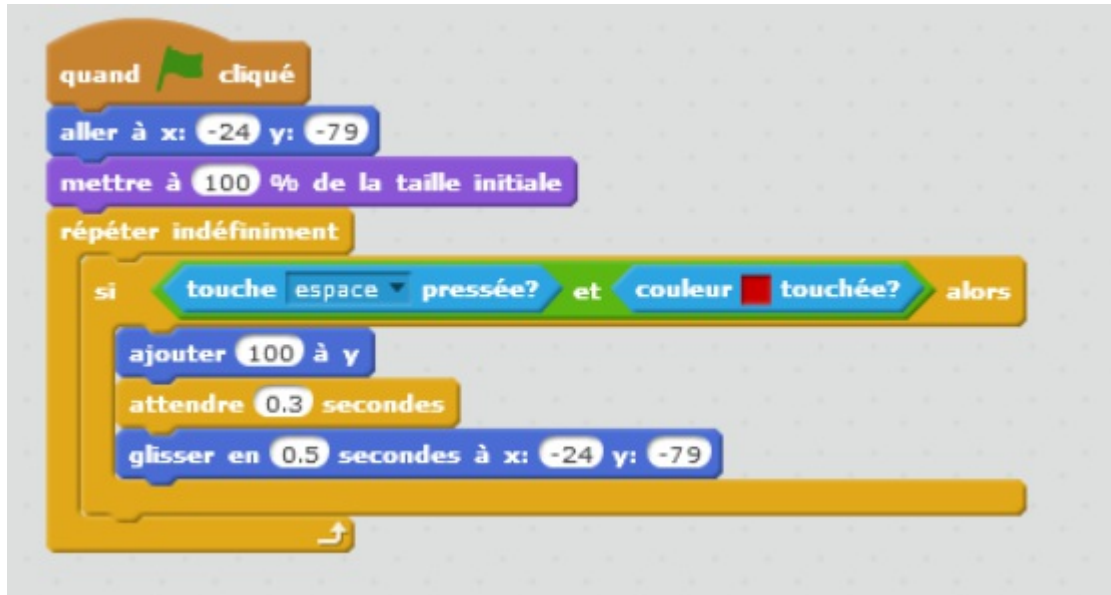 quand cliqué
aller à x: -24 y: -79
mettre à 100 % de la taille initiale
répéter indéfiniment
si touche espace pressée? et couleur touchée? alors
ajouter 100 à y
attendre 0.3 secondes
glisser en 0.5 secondes à x: -24 y: -79